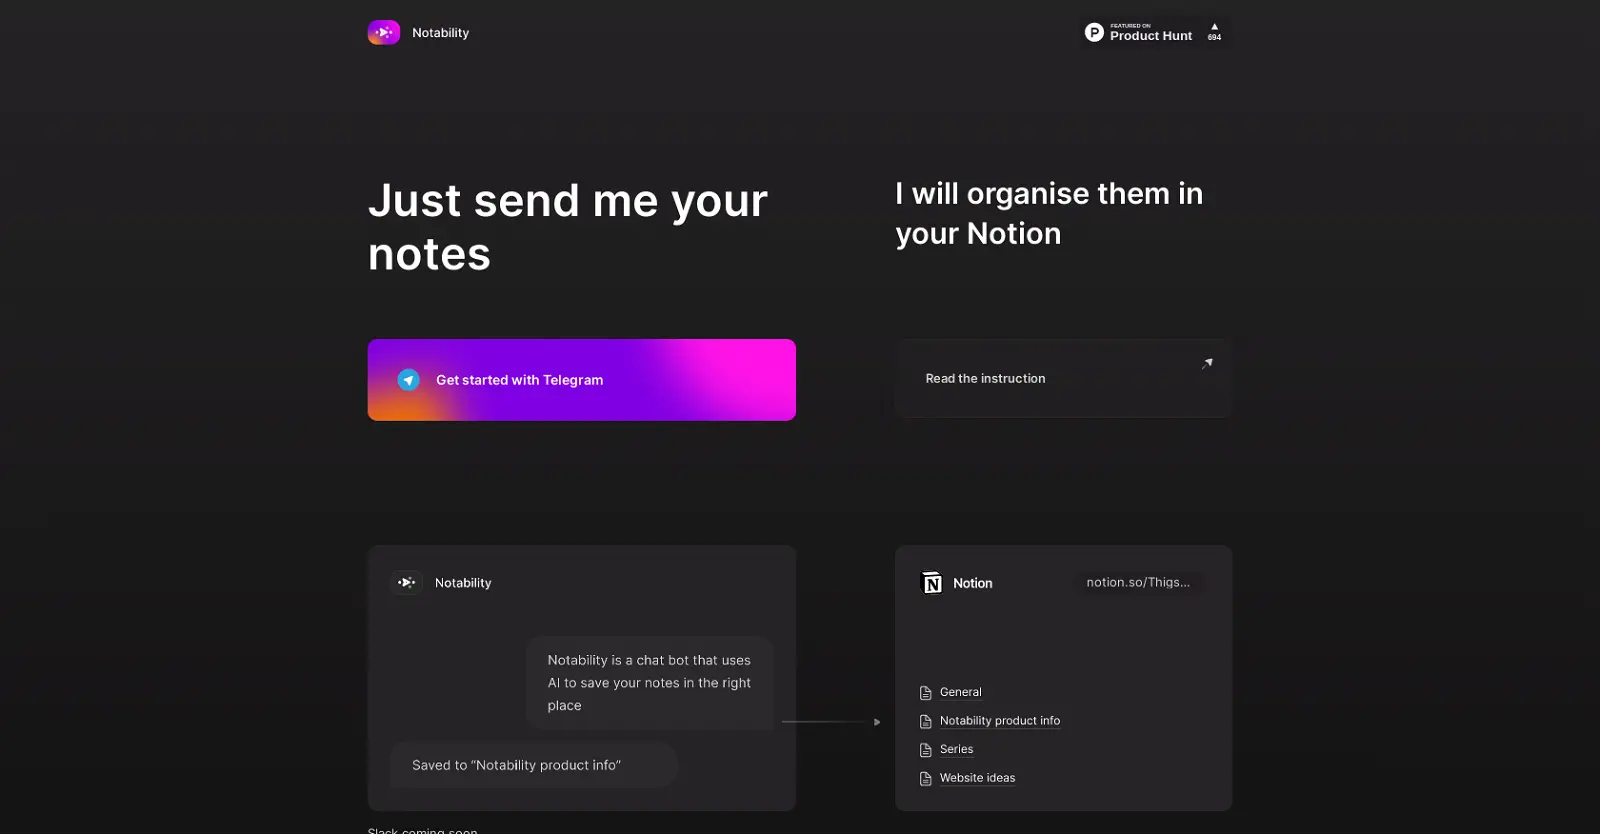 Notability
FEATURED ON
Product Hunt
694
Just send me your
notes
I will organise them in
your Notion
Get started with Telegram
Read the instruction
Notability
Notability is a chat bot that uses
AI to save your notes in the right
place
Saved to “Notability product info”
Notion
notion.so/Thigs...
General
Notability product info
Series
Website ideas
Slack coming soon